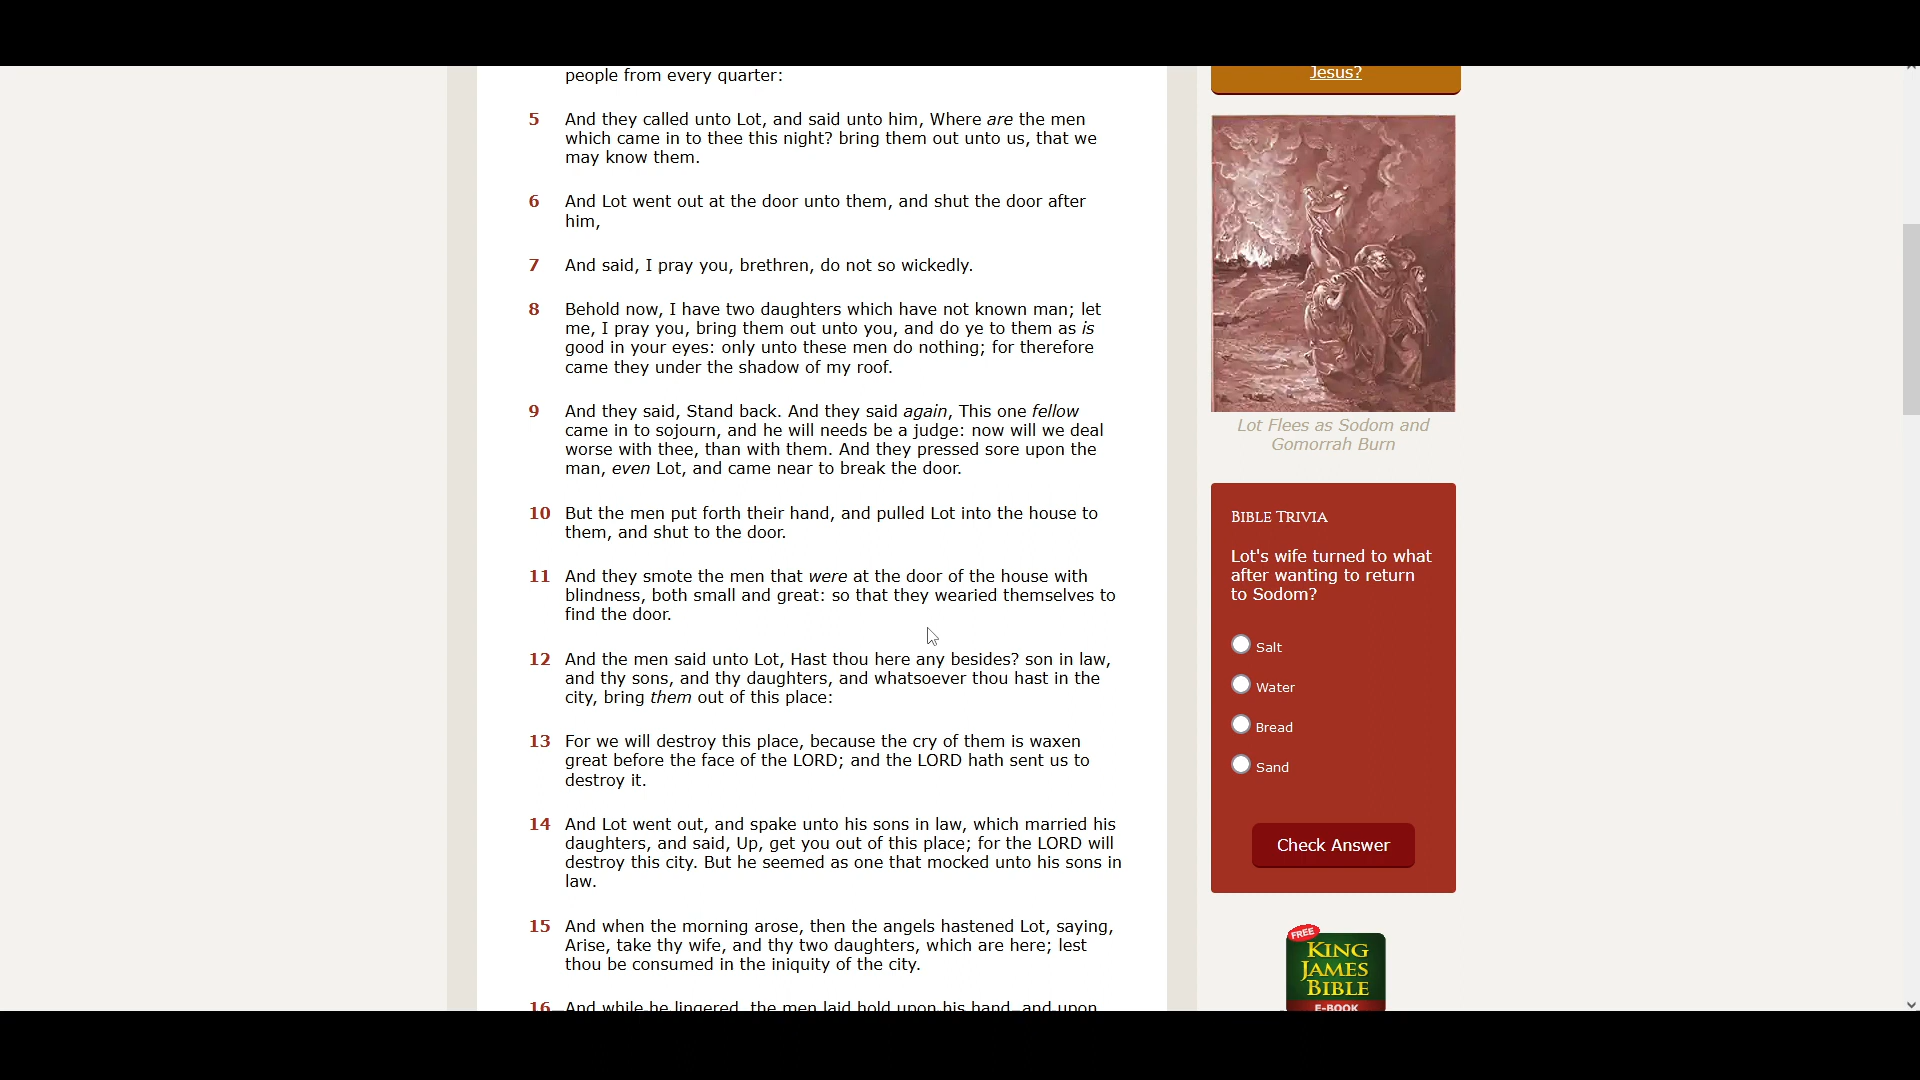 people from every quarter:
5 And they called unto Lot, and said unto him, Where are the men
which came in to thee this night? bring them out unto us, that we
may know them.
6 And Lot went out at the door unto them, and shut the door after
him,
7 And said, I pray you, brethren, do not so wickedly.
8 Behold now, I have two daughters which have not known man; let
me, I pray you, bring them out unto you, and do ye to them as is
good in your eyes: only unto these men do nothing; for therefore
came they under the shadow of my roof.
9 And they said, Stand back. And they said again, This one fellow
came in to sojourn, and he will needs be a judge: now will we deal
worse with thee, than with them. And they pressed sore upon the
man, even Lot, and came near to break the door.
10 But the men put forth their hand, and pulled Lot into the house to
them, and shut to the door.
11 And they smote the men that were at the door of the house with
blindness, both small and great: so that they wearied themselves to
find the door.
12 And the men said unto Lot, Hast thou here any besides? son in law,
and thy sons, and thy daughters, and whatsoever thou hast in the
city, bring them out of this place:
13 For we will destroy this place, because the cry of them is waxen
great before the face of the LORD; and the LORD hath sent us to
destroy it.
14 And Lot went out, and spake unto his sons in law, which married his
daughters, and said, Up, get you out of this place; for the LORD will
destroy this city. But he seemed as one that mocked unto his sons in
law.
15 And when the morning arose, then the angels hastened Lot, saying,
Arise, take thy wife, and thy two daughters, which are here; lest
thou be consumed in the iniquity of the city.
16 And while he lingered, the men laid hold upon his hand, and upon
Jesus?
Lot Flees as Sodom and
Gomorrah Burn
BIBLE TRIVIA
Lot's wife turned to what
after wanting to return
to Sodom?
Salt
Water
Bread
Sand
Check Answer
FREE
KING
JAMES
BIBLE
E-BOOK